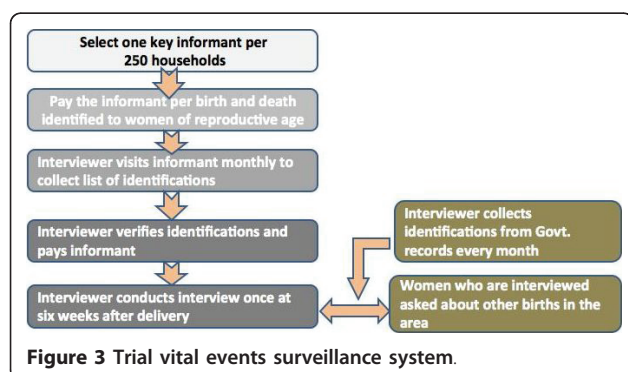 Select one key informant per
250 households
Pay the informant per birth and death
identified to women of reproductive age
Interviewer visits informant monthly to
collect list of identifications
Interviewer verifies identifications and
pays informant
Interviewer conducts interview once at
six weeks after delivery
Interviewer collects
identifications from Govt.
records every month
Women who are interviewed
asked about other births in the
area
Figure 3 Trial vital events surveillance system.